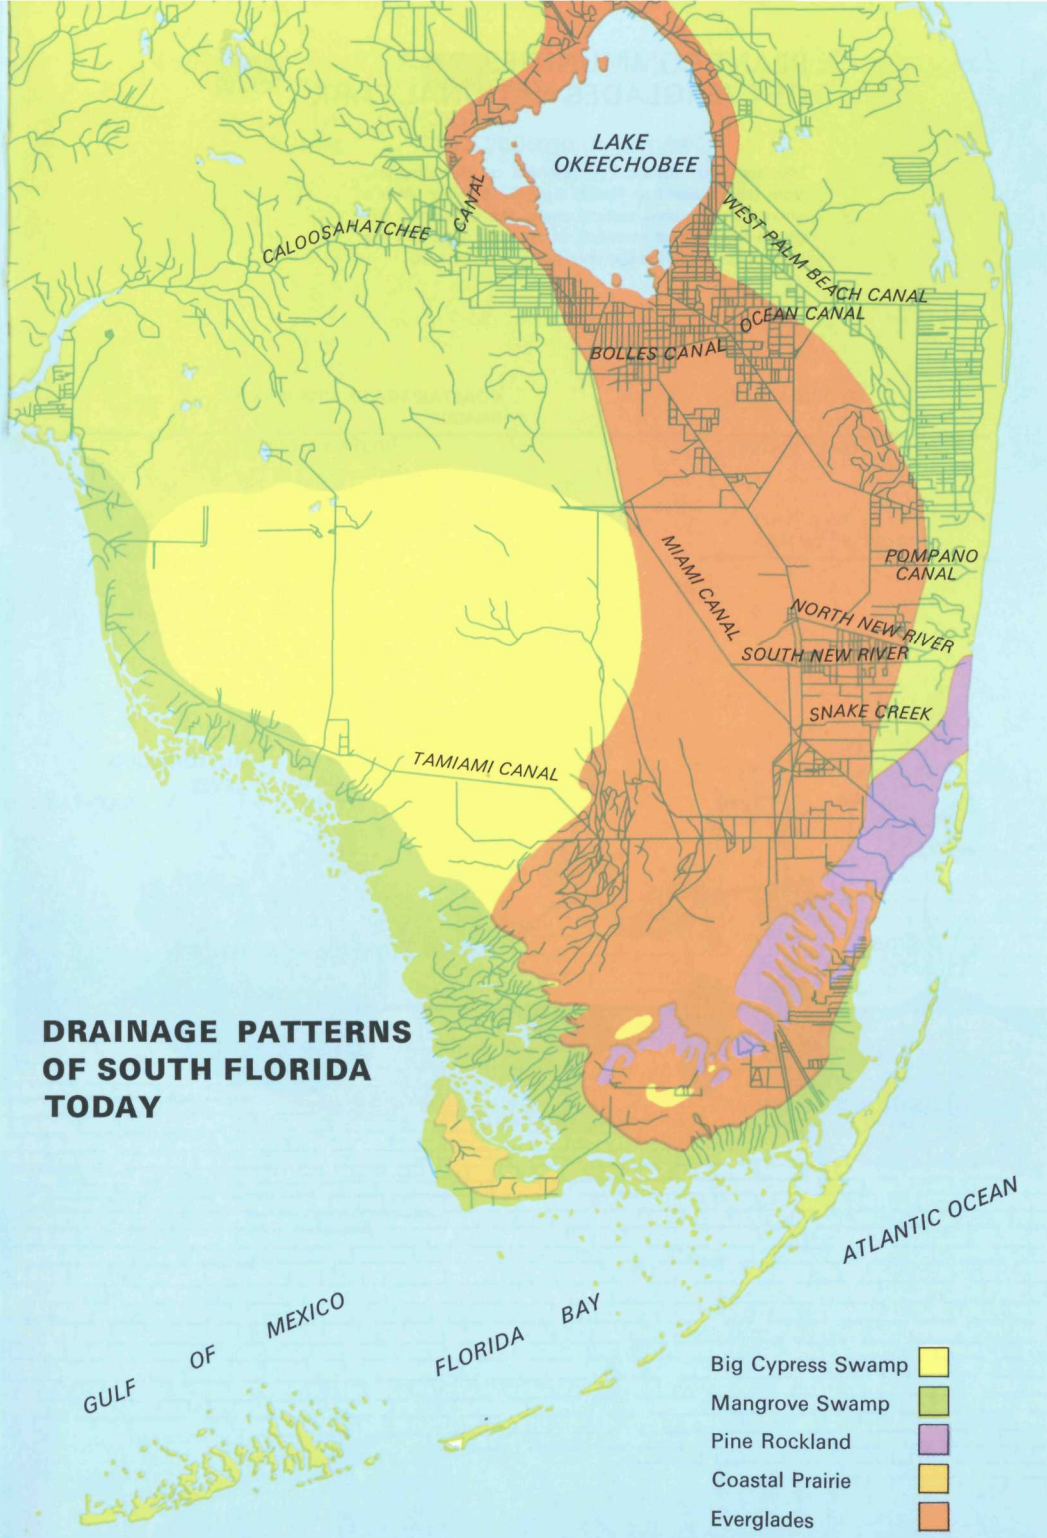 LAKE
OKEECHOBEE
CALOOSAHATCHEE
CANAL
WEST PALM BEACH CANAL
OCEAN CANAL
BOLLES CANAL
MIAMI CANAL
POMPANO
CANAL
NORTH NEW RIVER
SOUTH NEW RIVER
SNAKE CREEK
TAMIAMI CANAL
DRAINAGE PATTERNS
OF SOUTH FLORIDA
TODAY
ATLANTIC OCEAN
GULF OF MEXICO
FLORIDA BAY
Big Cypress Swamp
Mangrove Swamp
Pine Rockland
Coastal Prairie
Everglades